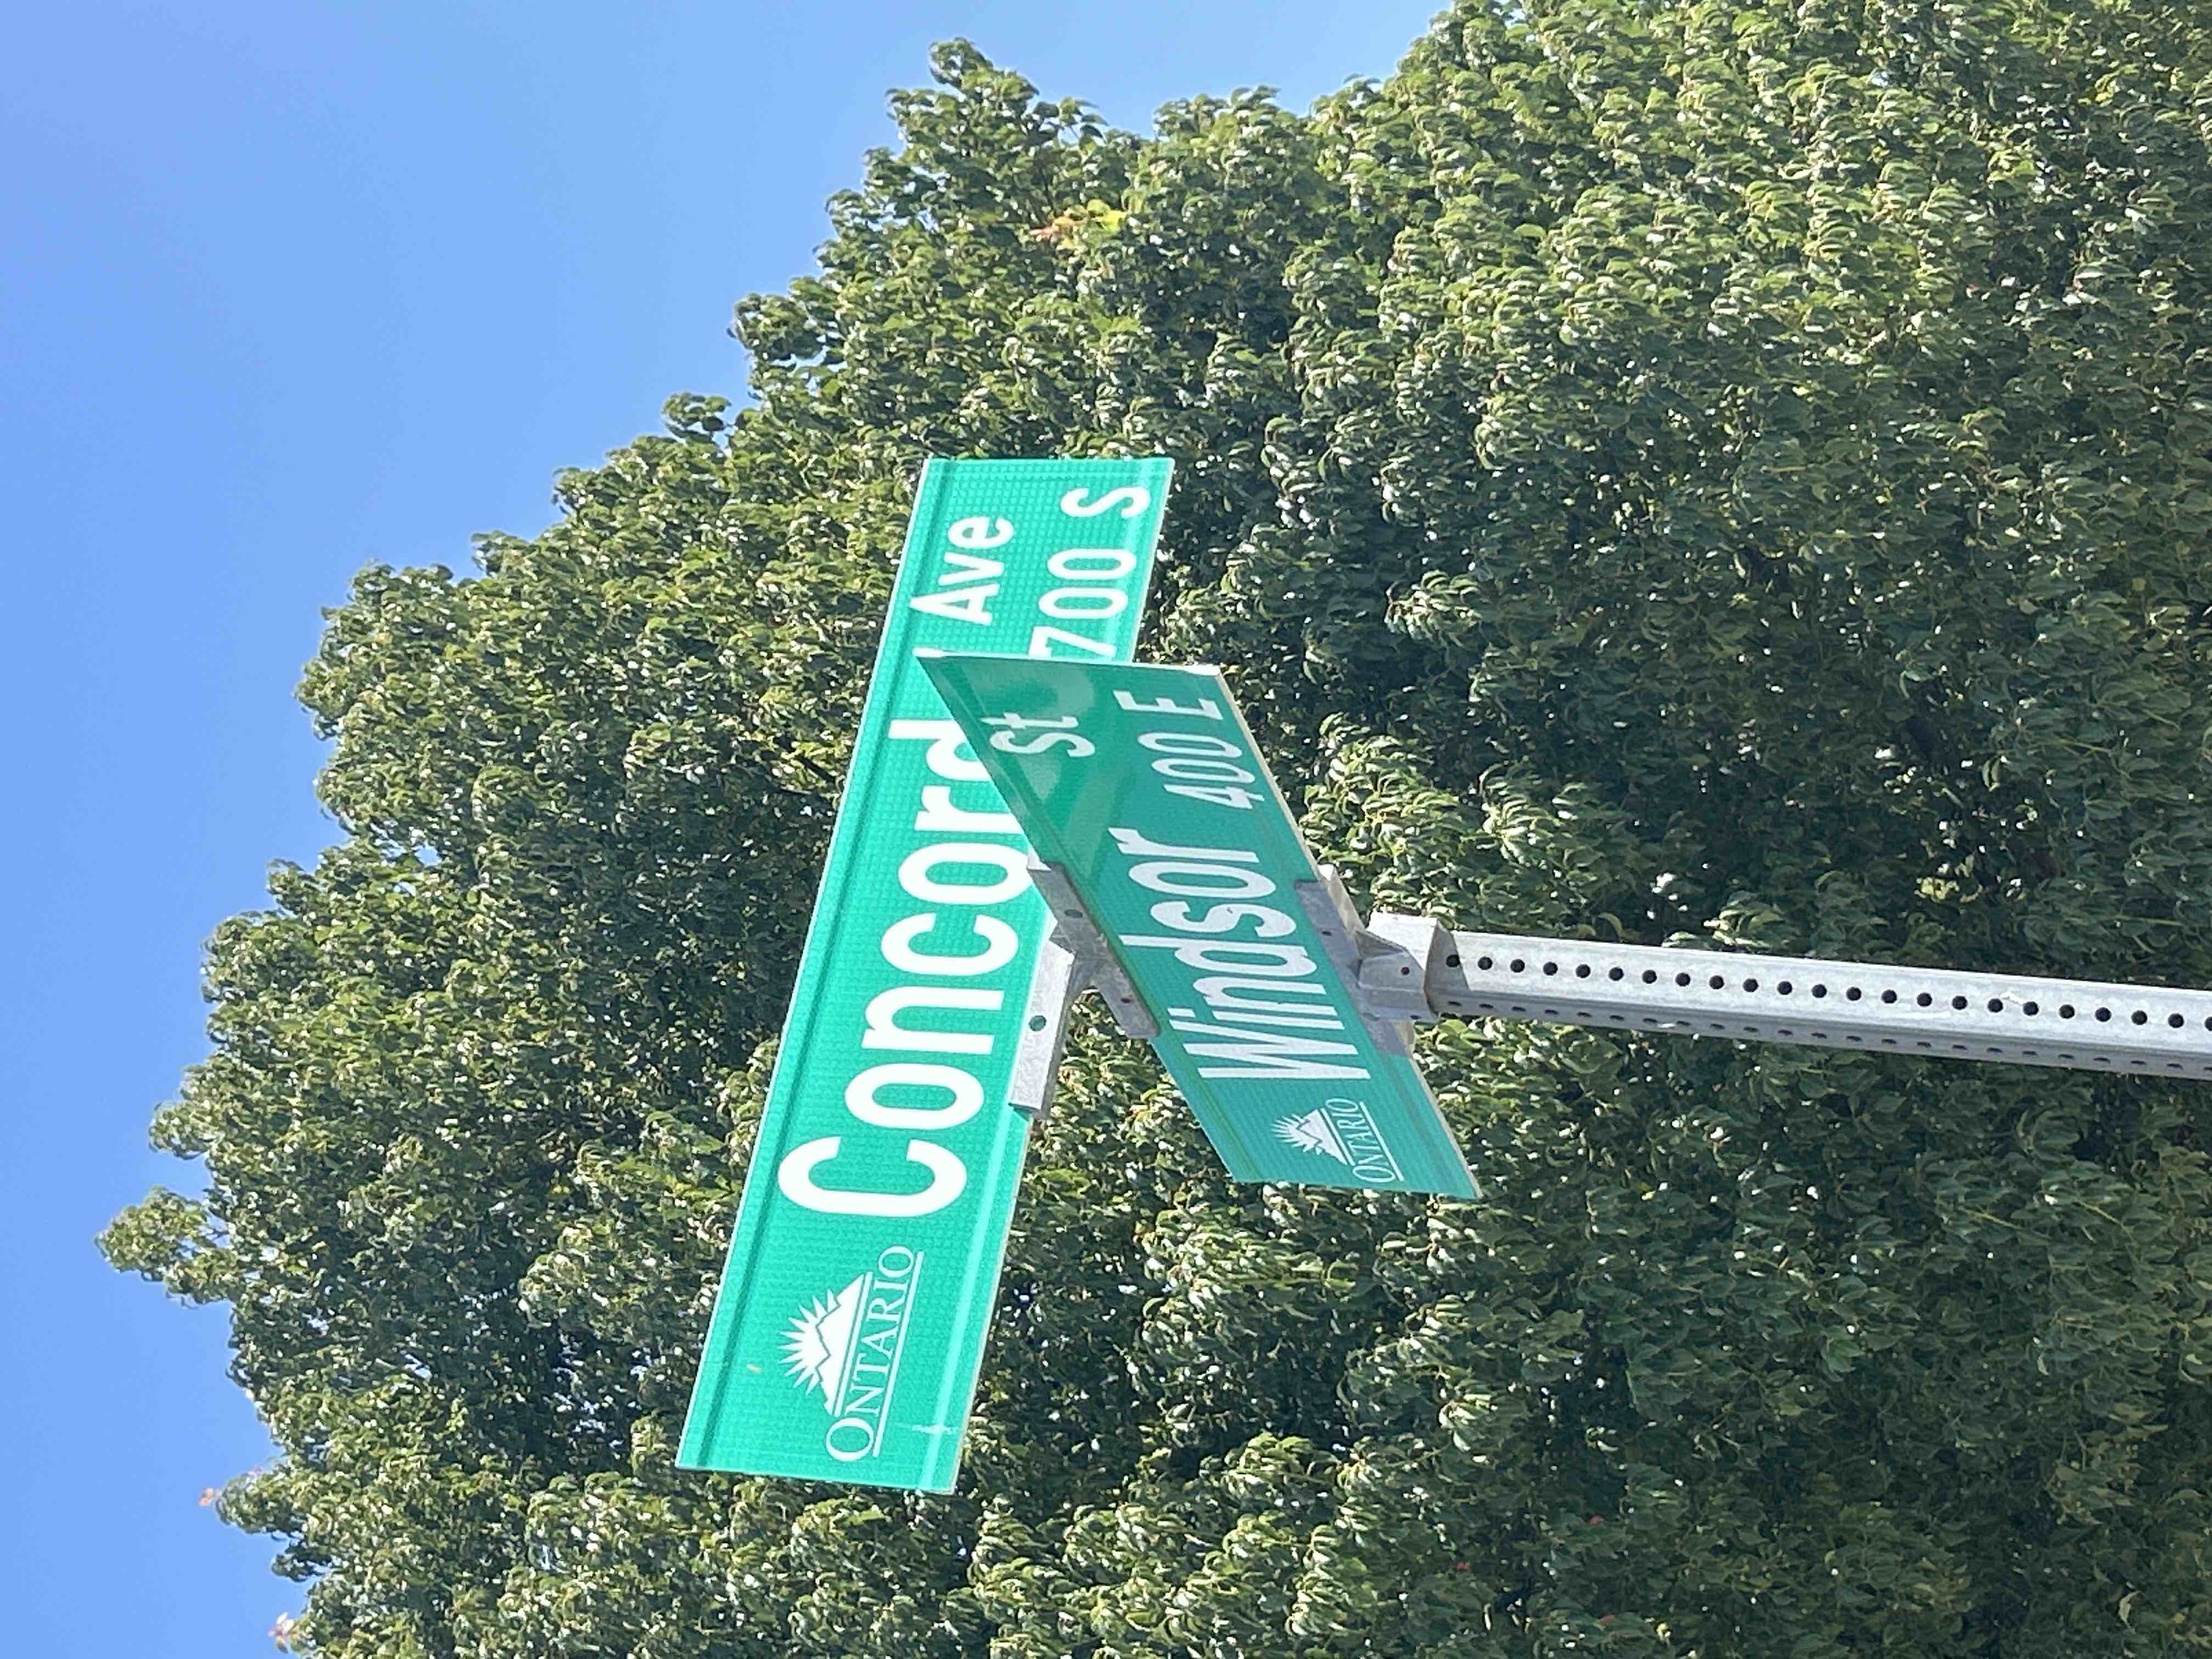 ONTARIO
Concord Ave
700 S
ONTARIO
Windsor St
400 E